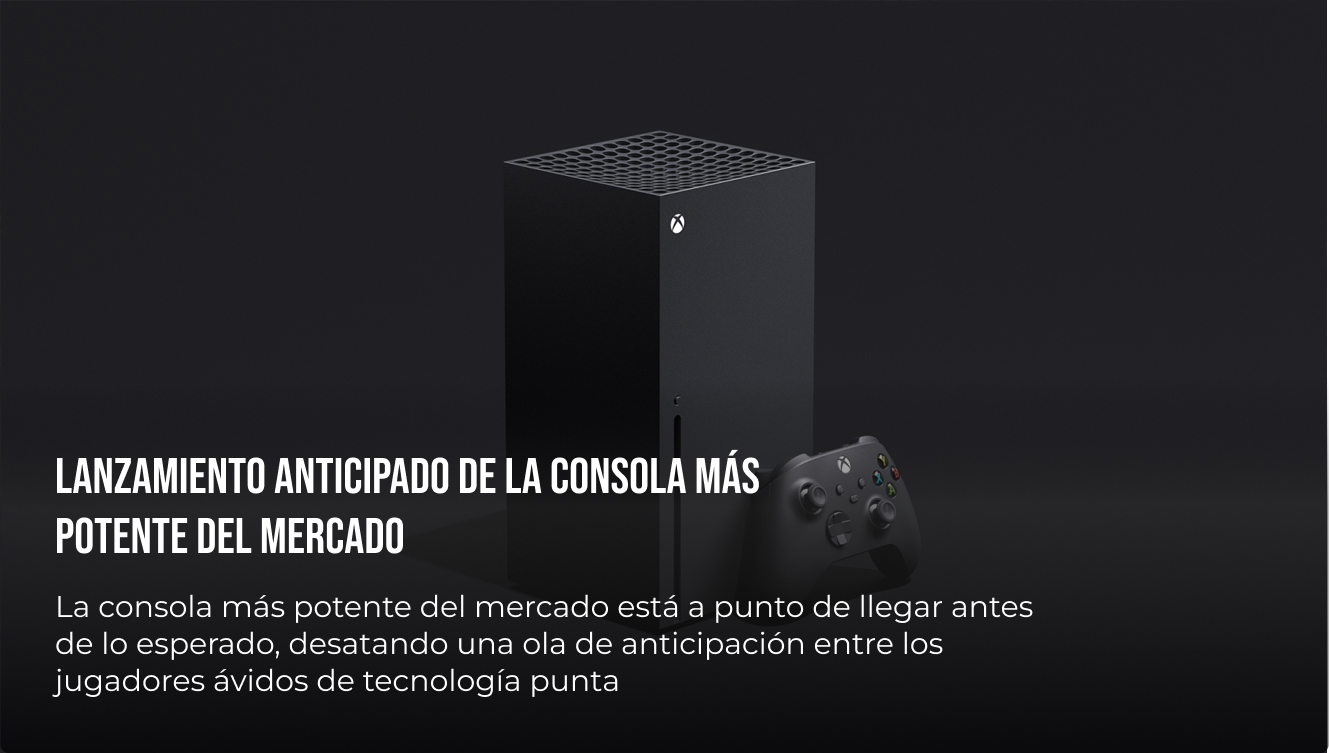 LANZAMIENTO ANTICIPADO DE LA CONSOLA MÁS
POTENTE DEL MERCADO
La consola más potente del mercado está a punto de llegar antes
de lo esperado, desatando una ola de anticipación entre los
jugadores ávidos de tecnología punta
Y
X
B
A